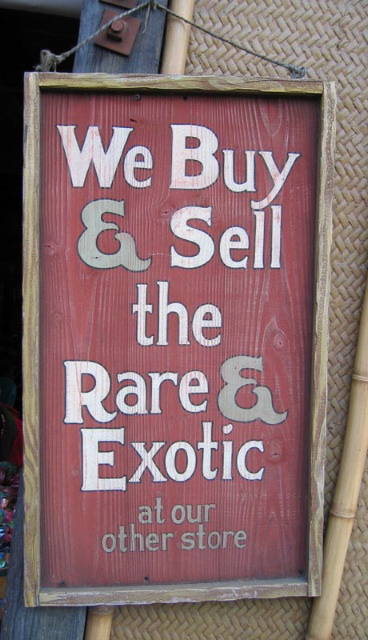 We Buy
& Sell
the
Rare &
Exotic
at our
other store